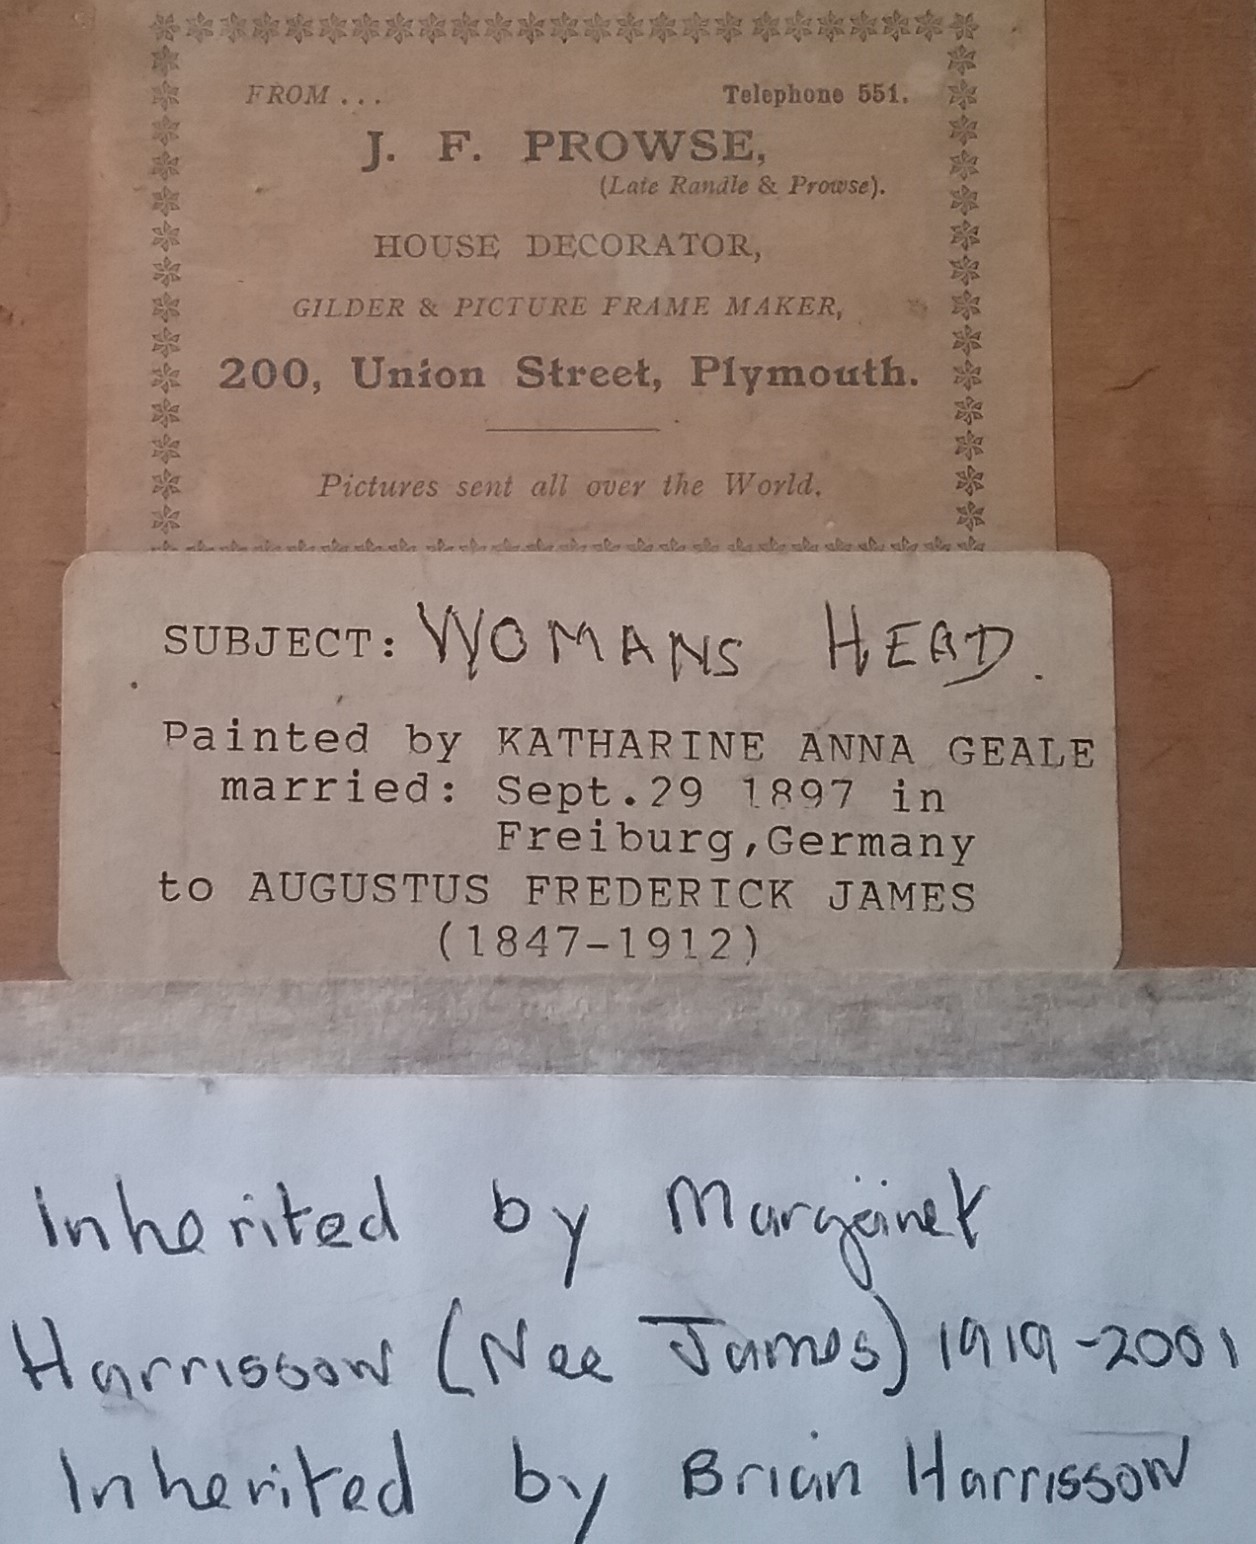 FROM ... Telephone 551.
J. F. PROWSE,
(Late Randle & Prowse).
HOUSE DECORATOR,
GILDER & PICTURE FRAME MAKER,
200, Union Street, Plymouth.
Pictures sent all over the World.
SUBJECT: WOMANS HEAD.
Painted by KATHARINE ANNA GEALE
married: Sept.29 1897 in
Freiburg,Germany
to AUGUSTUS FREDERICK JAMES
(1847-1912)
Inherited by
Harrisson (Nee James) 1919-2001
Inherited by Brian Harrisson